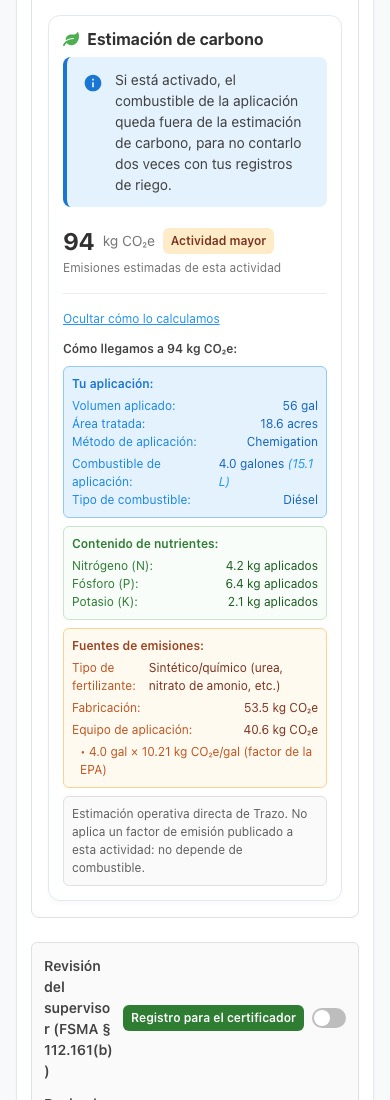 Estimación de carbono
Si está activado, el
combustible de la aplicación
queda fuera de la estimación
de carbono, para no contarlo
dos veces con tus registros
de riego.
94 kg CO₂e Actividad mayor
Emisiones estimadas de esta actividad
Ocultar cómo lo calculamos
Cómo llegamos a 94 kg CO₂e:
Tu aplicación:
Volumen aplicado: 56 gal
Área tratada: 18.6 acres
Método de aplicación: Chemigation
Combustible de 4.0 galones (15.1
aplicación: L)
Tipo de combustible: Diésel
Contenido de nutrientes:
Nitrógeno (N): 4.2 kg aplicados
Fósforo (P): 6.4 kg aplicados
Potasio (K): 2.1 kg aplicados
Fuentes de emisiones:
Tipo de Sintético/químico (urea,
fertilizante: nitrato de amonio, etc.)
Fabricación: 53.5 kg CO₂e
Equipo de aplicación: 40.6 kg CO₂e
• 4.0 gal × 10.21 kg CO₂e/gal (factor de la
EPA)
Estimación operativa directa de Trazo. No
aplica un factor de emisión publicado a
esta actividad: no depende de
combustible.
Revisión
del
superviso
r (FSMA § Registro para el certificador
112.161(b)
)